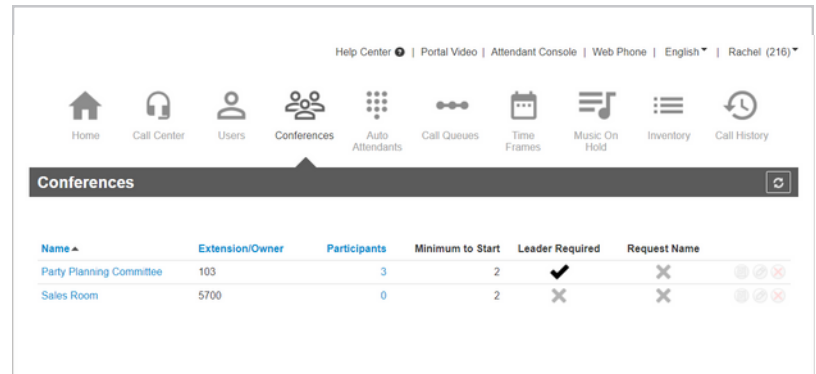 Help Center | Portal Video | Attendant Console | Web Phone | English | Rachel (216)
Home Call Center Users Conferences Auto Attendants Call Queues Time Frames Music On Hold Inventory Call History
Conferences
Name Extension/Owner Participants Minimum to Start Leader Required Request Name
Party Planning Committee 103 3 2
Sales Room 5700 0 2